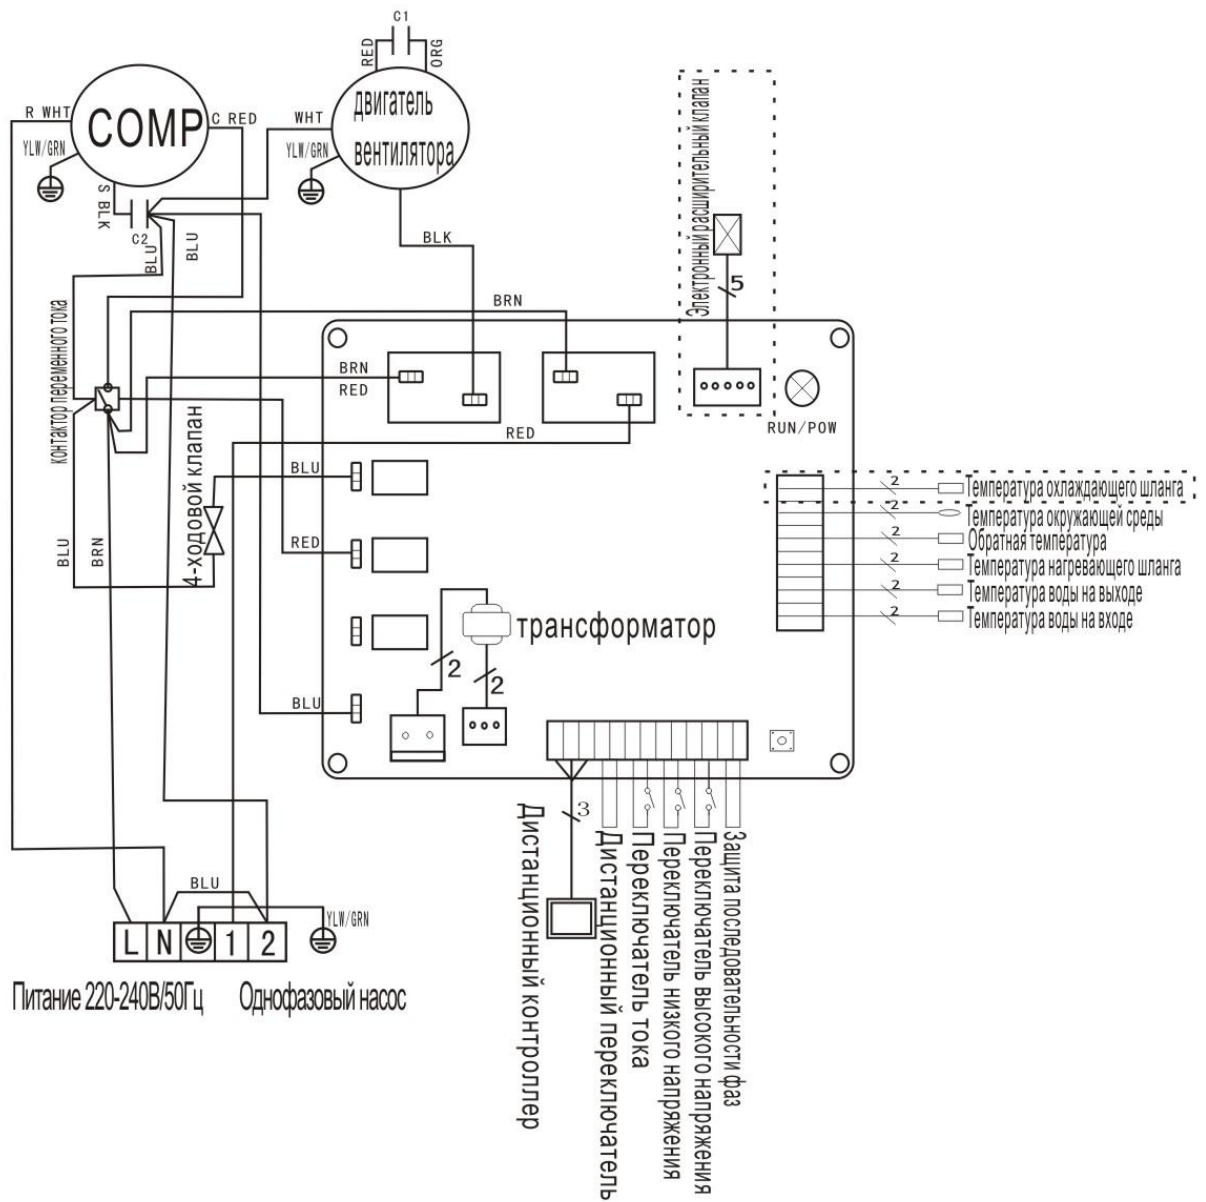 C1
RED
ORG
R WHT
COMP
C RED
YLW/GRN
S BLK
C2
BLU
BLU
WHT
двигатель
вентилятора
YLW/GRN
BLK
Электронный расширительный клапан
5
BRN
контактор переменного тока
BRN
RED
RED
RUN/POW
BLU
4-ходовой клапан
BLU
BRN
RED
2
Температура охлаждающего шланга
2
Температура окружающей среды
2
Обратная температура
2
Температура нагревающего шланга
2
Температура воды на выходе
2
Температура воды на входе
трансформатор
2
2
BLU
3
Дистанционный контроллер
Дистанционный переключатель
Переключатель тока
Переключатель низкого напряжения
Переключатель высокого напряжения
Защита последовательности фаз
BLU
YLW/GRN
L N 1 2
Питание 220-240В/50Гц
Однофазовый насос